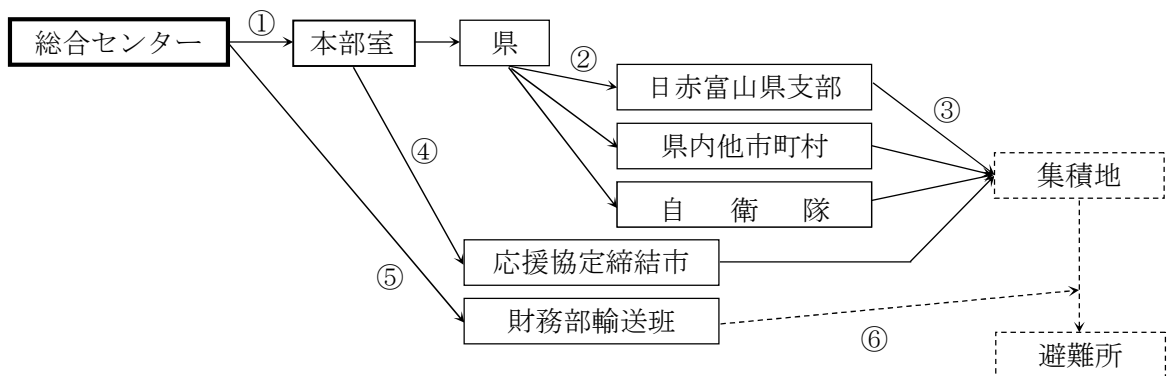 ①
総合センター
本部室
県
②
日赤富山県支部
③
県内他市町村
④
集積地
自衛隊
応援協定締結市
⑤
財務部輸送班
⑥
避難所